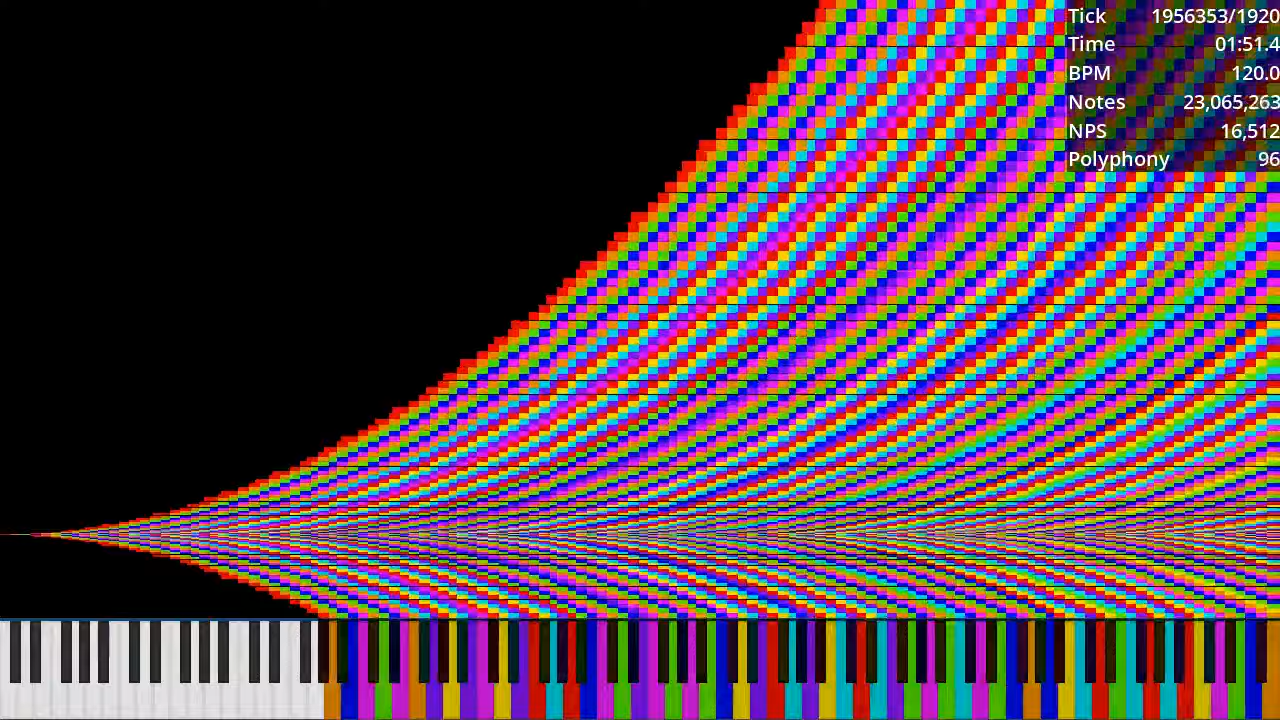 Tick 1956353/1920
Time 01:51.4
BPM 120.0
Notes 23,065,263
NPS 16,512
Polyphony 96